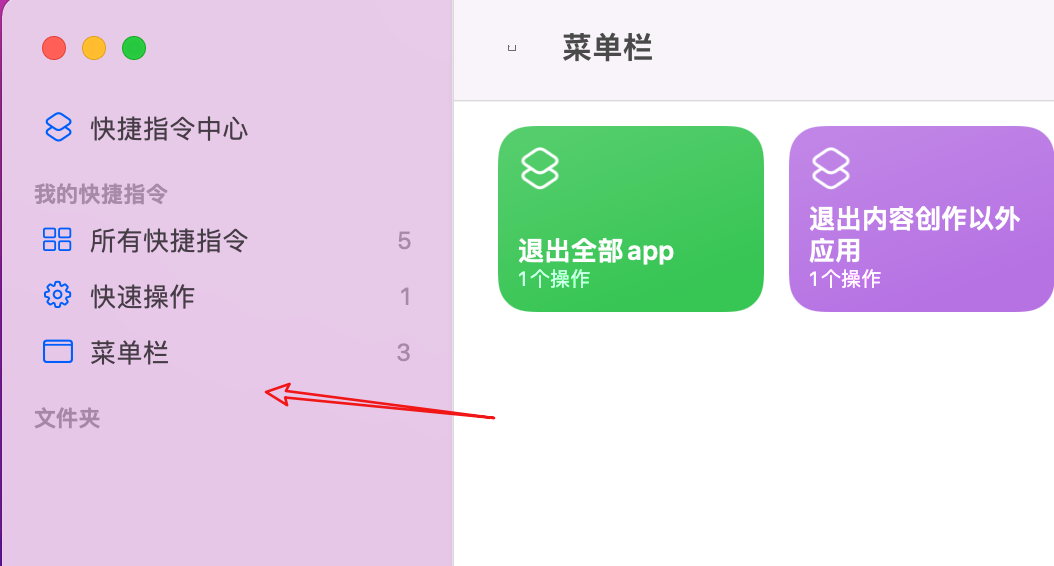 菜单栏
快捷指令中心
我的快捷指令
所有快捷指令 5
快速操作 1
菜单栏 3
文件夹
退出全部app
1个操作
退出内容创作以外
应用
1个操作